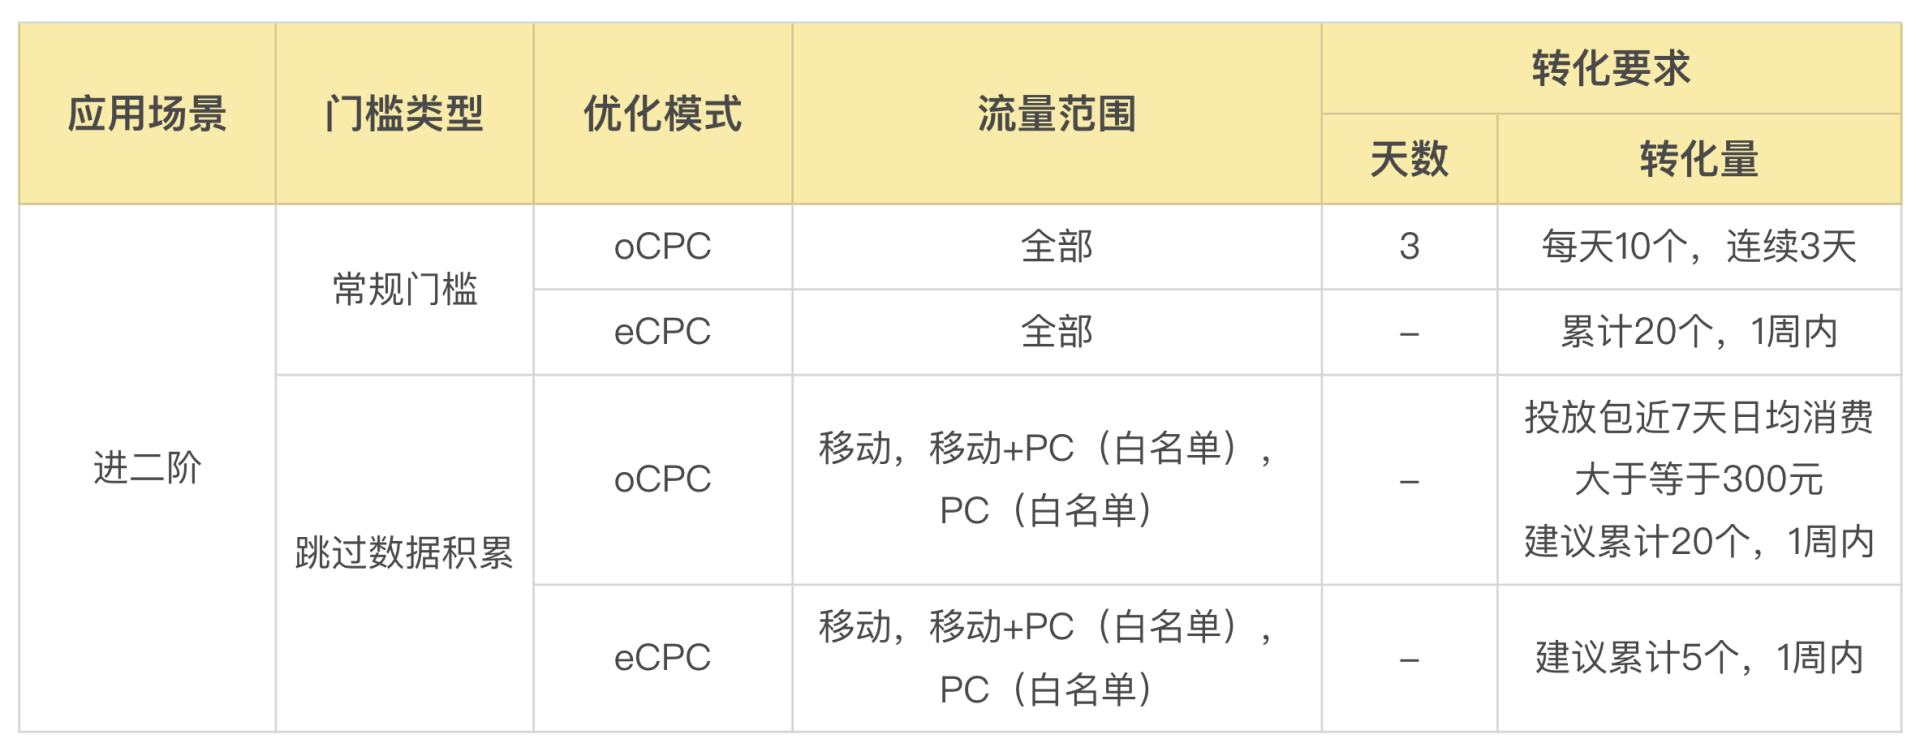 应用场景
门槛类型
优化模式
流量范围
转化要求
天数
转化量
进二阶
常规门槛
oCPC
全部
3
每天10个，连续3天
eCPC
全部
–
累计20个，1周内
跳过数据积累
oCPC
移动，移动+PC（白名单），
PC（白名单）
–
投放包近7天日均消费
大于等于300元
建议累计20个，1周内
eCPC
移动，移动+PC（白名单），
PC（白名单）
–
建议累计5个，1周内